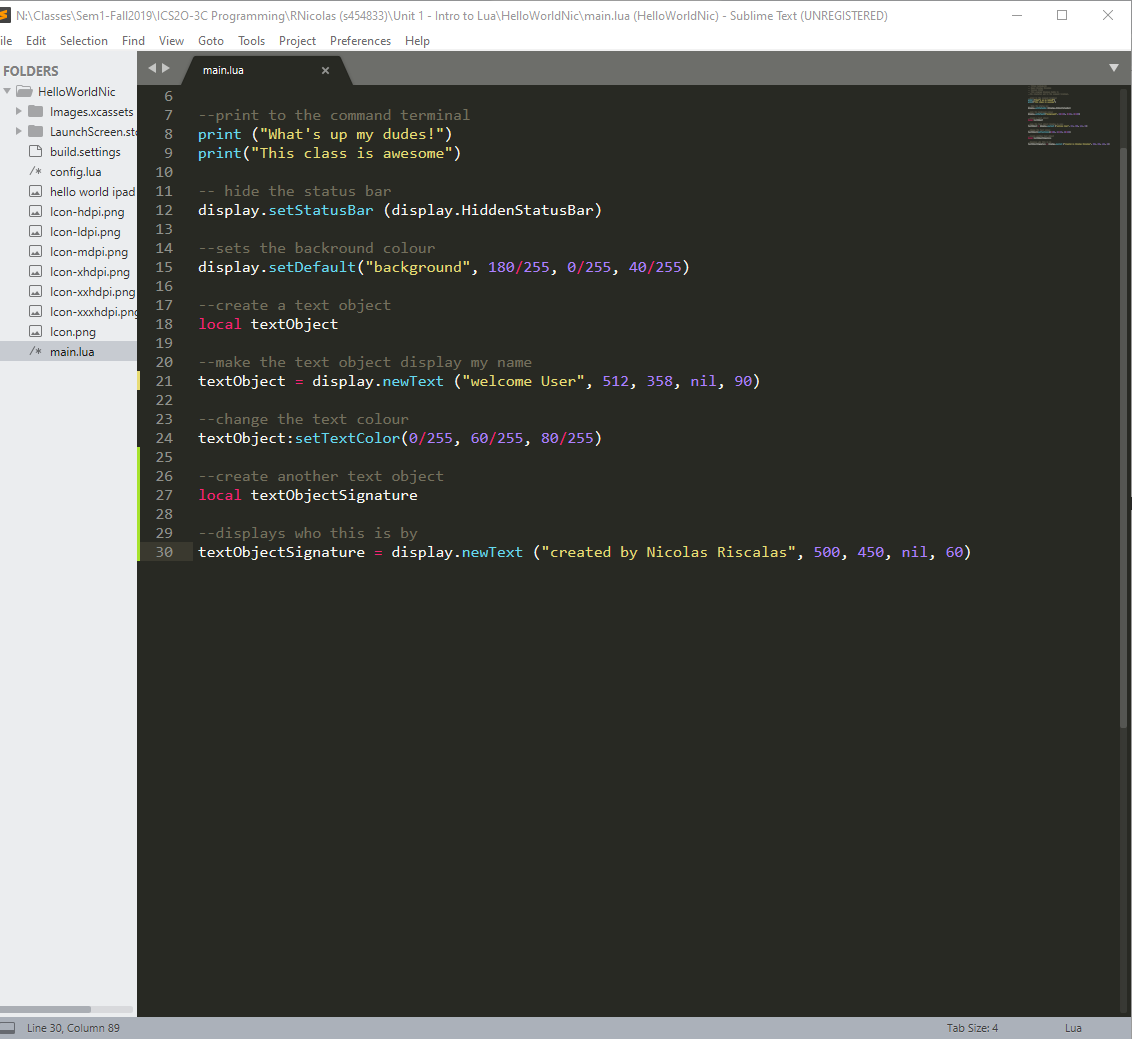 N:\Classes\Sem1-Fall2019\ICS2O-3C Programming\RNicolas (s454833)\Unit 1 - Intro to Lua\HelloWorldNic\main.lua (HelloWorldNic) - Sublime Text (UNREGISTERED)
ile Edit Selection Find View Goto Tools Project Preferences Help
FOLDERS
HelloWorldNic
Images.xcassets
LaunchScreen.sto
build.settings
/* config.lua
hello world ipad
Icon-hdpi.png
Icon-ldpi.png
Icon-mdpi.png
Icon-xhdpi.png
Icon-xxhdpi.png
Icon-xxxhdpi.png
Icon.png
/* main.lua
main.lua
6
7 --print to the command terminal
8 print ("What's up my dudes!")
9 print("This class is awesome")
10
11 -- hide the status bar
12 display.setStatusBar (display.HiddenStatusBar)
13
14 --sets the backround colour
15 display.setDefault("background", 180/255, 0/255, 40/255)
16
17 --create a text object
18 local textObject
19
20 --make the text object display my name
21 textObject = display.newText ("welcome User", 512, 358, nil, 90)
22
23 --change the text colour
24 textObject:setTextColor(0/255, 60/255, 80/255)
25
26 --create another text object
27 local textObjectSignature
28
29 --displays who this is by
30 textObjectSignature = display.newText ("created by Nicolas Riscalas", 500, 450, nil, 60)
Line 30, Column 89
Tab Size: 4
Lua